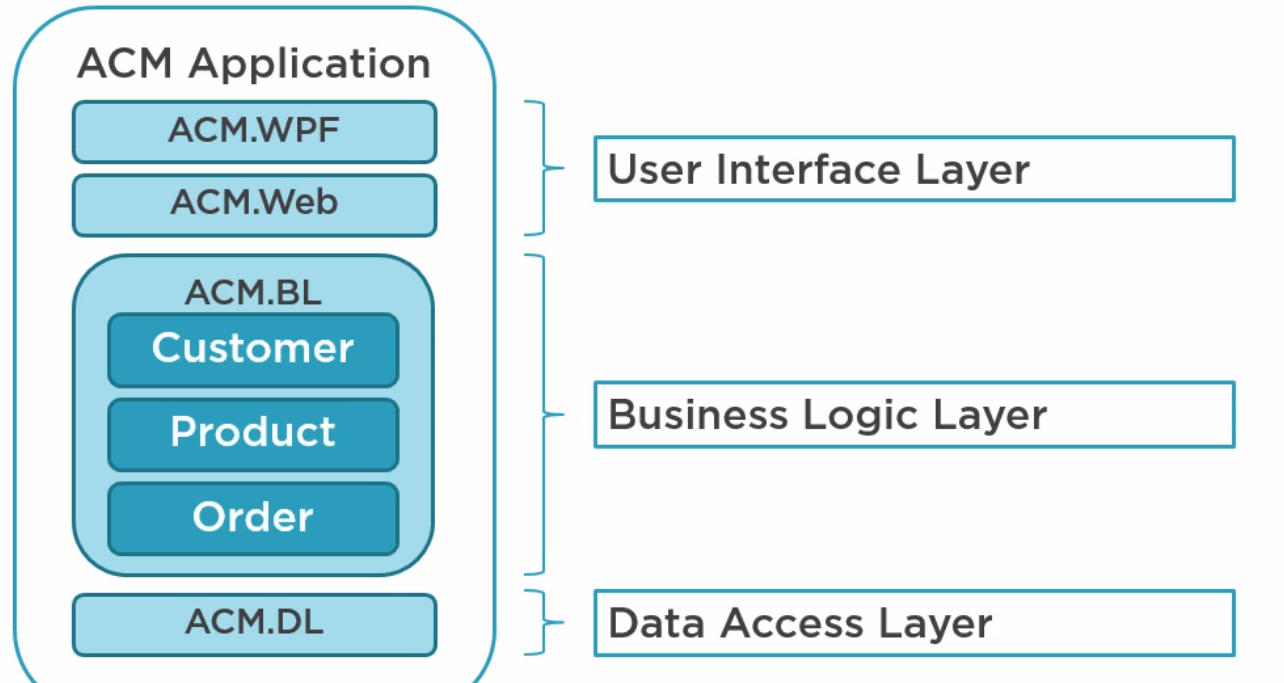 ACM Application
ACM.WPF
ACM.Web
User Interface Layer
ACM.BL
Customer
Product
Order
Business Logic Layer
ACM.DL
Data Access Layer